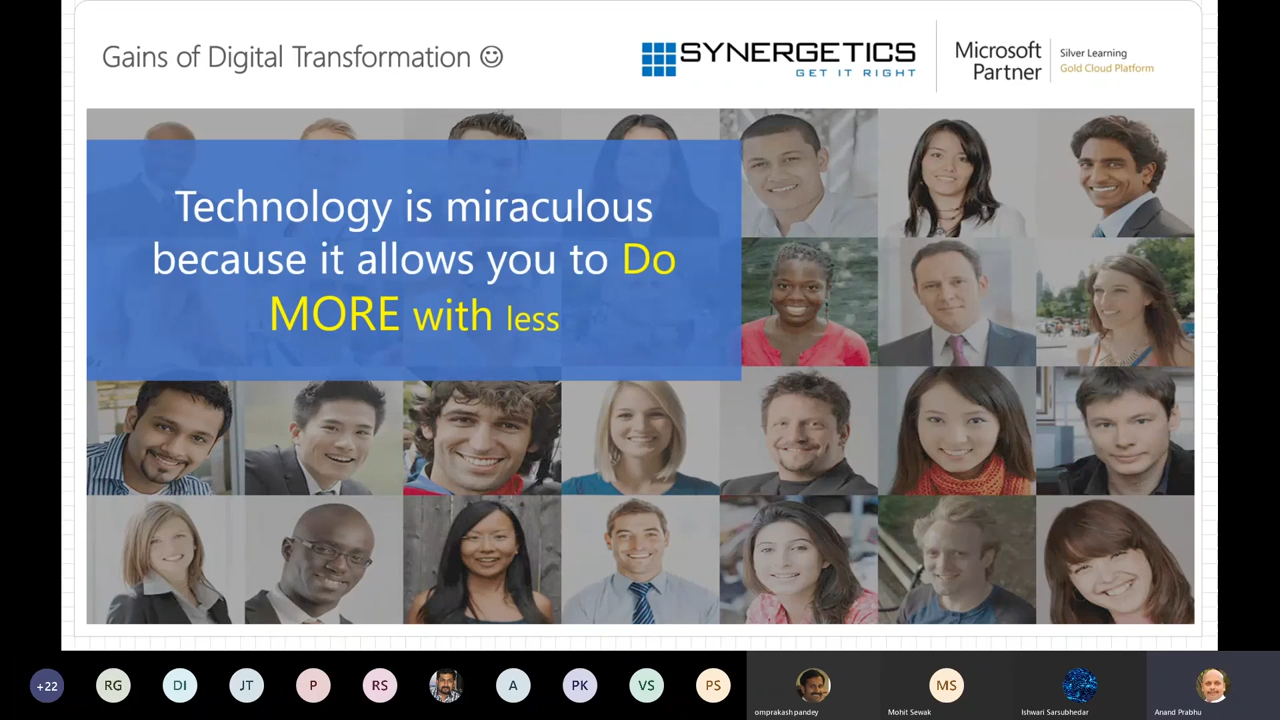 Gains of Digital Transformation ☺
SYNERGETICS
GET IT RIGHT
Microsoft
Partner
Silver Learning
Gold Cloud Platform
Technology is miraculous
because it allows you to Do
MORE with less
+22
RG
DI
JT
P
RS
A
PK
VS
PS
omprakash pandey
MS
Mohit Sewak
Ishwari Sarsubhedar
Anand Prabhu